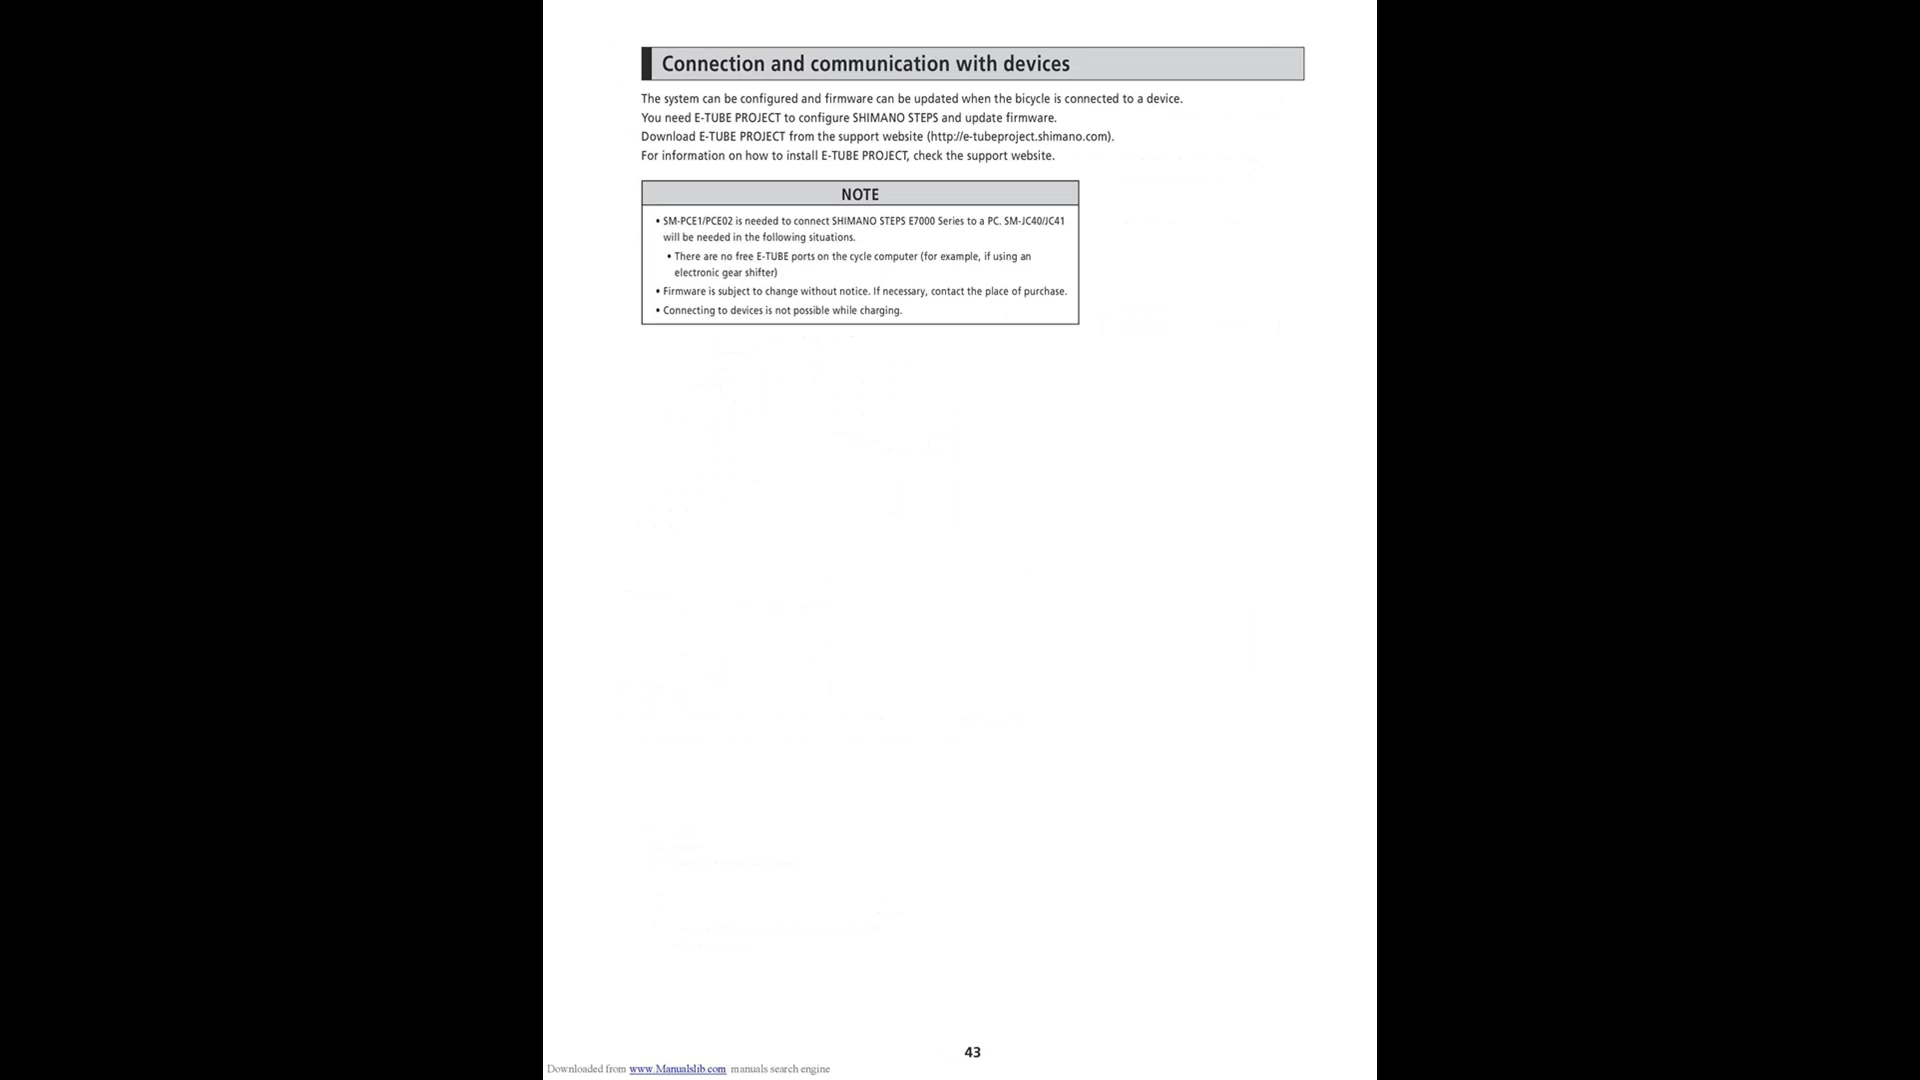 Connection and communication with devices
The system can be configured and firmware can be updated when the bicycle is connected to a device.
You need E-TUBE PROJECT to configure SHIMANO STEPS and update firmware.
Download E-TUBE PROJECT from the support website (http://e-tubeproject.shimano.com).
For information on how to install E-TUBE PROJECT, check the support website.
NOTE
• SM-PCE1/PCE02 is needed to connect SHIMANO STEPS E7000 Series to a PC. SM-JC40/JC41
will be needed in the following situations.
• There are no free E-TUBE ports on the cycle computer (for example, if using an
electronic gear shifter)
• Firmware is subject to change without notice. If necessary, contact the place of purchase.
• Connecting to devices is not possible while charging.
43
Downloaded from www.Manualslib.com manuals search engine